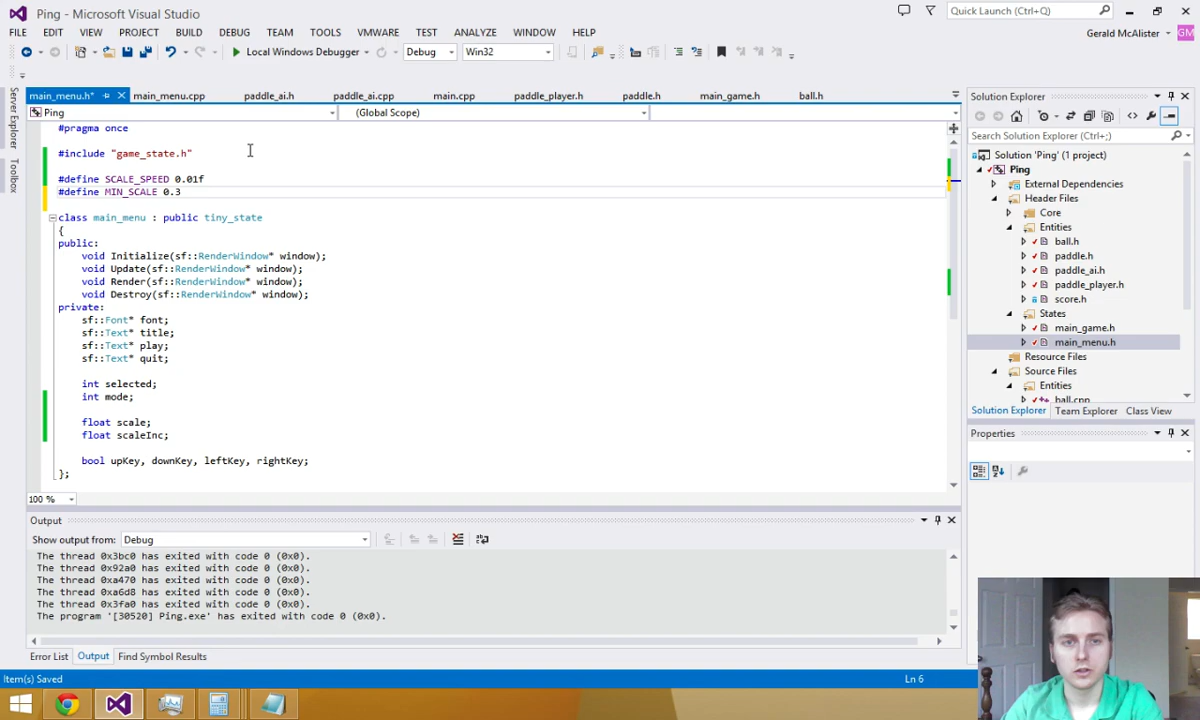 Ping - Microsoft Visual Studio
Quick Launch (Ctrl+Q)
FILE EDIT VIEW PROJECT BUILD DEBUG TEAM TOOLS VMWARE TEST ANALYZE WINDOW HELP
Gerald McAlister GM
Local Windows Debugger Debug Win32
main_menu.h* main_menu.cpp paddle_ai.h paddle_ai.cpp main.cpp paddle_player.h paddle.h main_game.h ball.h
Ping (Global Scope)
Server Explorer
Toolbox
#pragma once
#include "game_state.h"
#define SCALE_SPEED 0.01f
#define MIN_SCALE 0.3
class main_menu : public tiny_state
{
public:
void Initialize(sf::RenderWindow* window);
void Update(sf::RenderWindow* window);
void Render(sf::RenderWindow* window);
void Destroy(sf::RenderWindow* window);
private:
sf::Font* font;
sf::Text* title;
sf::Text* play;
sf::Text* quit;
int selected;
int mode;
float scale;
float scaleInc;
bool upKey, downKey, leftKey, rightKey;
};
100 %
Solution Explorer
Search Solution Explorer (Ctrl+;)
Solution 'Ping' (1 project)
Ping
External Dependencies
Header Files
Core
Entities
ball.h
paddle.h
paddle_ai.h
paddle_player.h
score.h
States
main_game.h
main_menu.h
Resource Files
Source Files
Entities
ball.cpp
Solution Explorer Team Explorer Class View
Properties
Output
Show output from: Debug
The thread 0x3bc0 has exited with code 0 (0x0).
The thread 0x92a0 has exited with code 0 (0x0).
The thread 0xa470 has exited with code 0 (0x0).
The thread 0xa6d8 has exited with code 0 (0x0).
The thread 0x3fa0 has exited with code 0 (0x0).
The program '[30520] Ping.exe' has exited with code 0 (0x0).
Error List Output Find Symbol Results
Item(s) Saved Ln 6